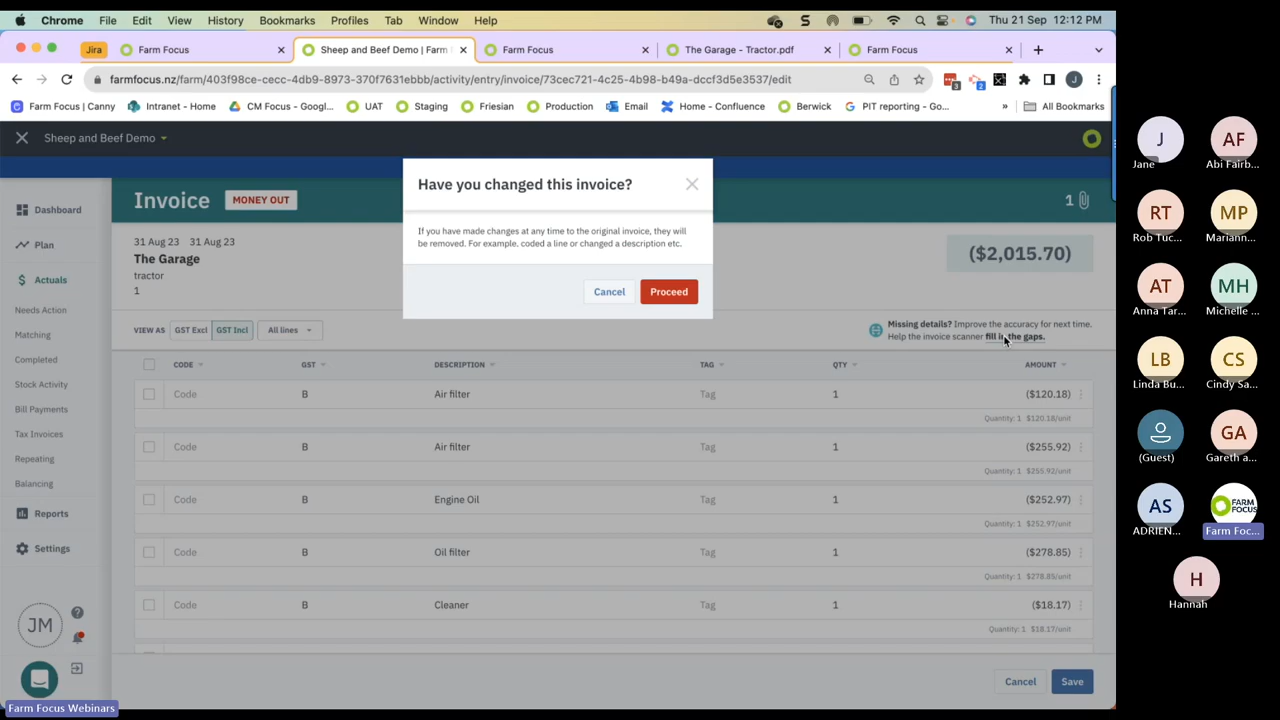 Chrome File Edit View History Bookmarks Profiles Tab Window Help Thu 21 Sep 12:12 PM
Jira Farm Focus Sheep and Beef Demo | Farm Farm Focus The Garage - Tractor.pdf Farm Focus
farmfocus.nz/farm/403f98ce-cecc-4db9-8973-370f7631ebbb/activity/entry/invoice/73cec721-4c25-4b98-b49a-dccf3d5e3537/edit 3 2 J
Farm Focus | Canny Intranet - Home CM Focus - Googl... UAT Staging Friesian Production Email Home - Confluence Berwick PIT reporting - Go... » All Bookmarks
Sheep and Beef Demo
Have you changed this invoice?
If you have made changes at any time to the original invoice, they will
be removed. For example, coded a line or changed a description etc.
Cancel Proceed
Dashboard
Plan
Actuals
Needs Action
Matching
Completed
Stock Activity
Bill Payments
Tax Invoices
Repeating
Balancing
Reports
Settings
JM
Invoice MONEY OUT 1
31 Aug 23 31 Aug 23
The Garage
tractor
1
($2,015.70)
VIEW AS GST Excl GST Incl All lines
Missing details? Improve the accuracy for next time.
Help the invoice scanner fill in the gaps.
CODE GST DESCRIPTION TAG QTY AMOUNT
Code B Air filter Tag 1 ($120.18)
Quantity: 1 $120.18/unit
Code B Air filter Tag 1 ($255.92)
Quantity: 1 $255.92/unit
Code B Engine Oil Tag 1 ($252.97)
Quantity: 1 $252.97/unit
Code B Oil filter Tag 1 ($278.85)
Quantity: 1 $278.85/unit
Code B Cleaner Tag 1 ($18.17)
Quantity: 1 $18.17/unit
Cancel Save
Farm Focus Webinars
J AF
Jane Abi Fairb...
RT MP
Rob Tuc... Mariann...
AT MH
Anna Tar... Michelle ...
LB CS
Linda Bu... Cindy Sa...
GA
(Guest) Gareth a...
AS FARM FOCUS
ADRIEN... Farm Foc...
H
Hannah